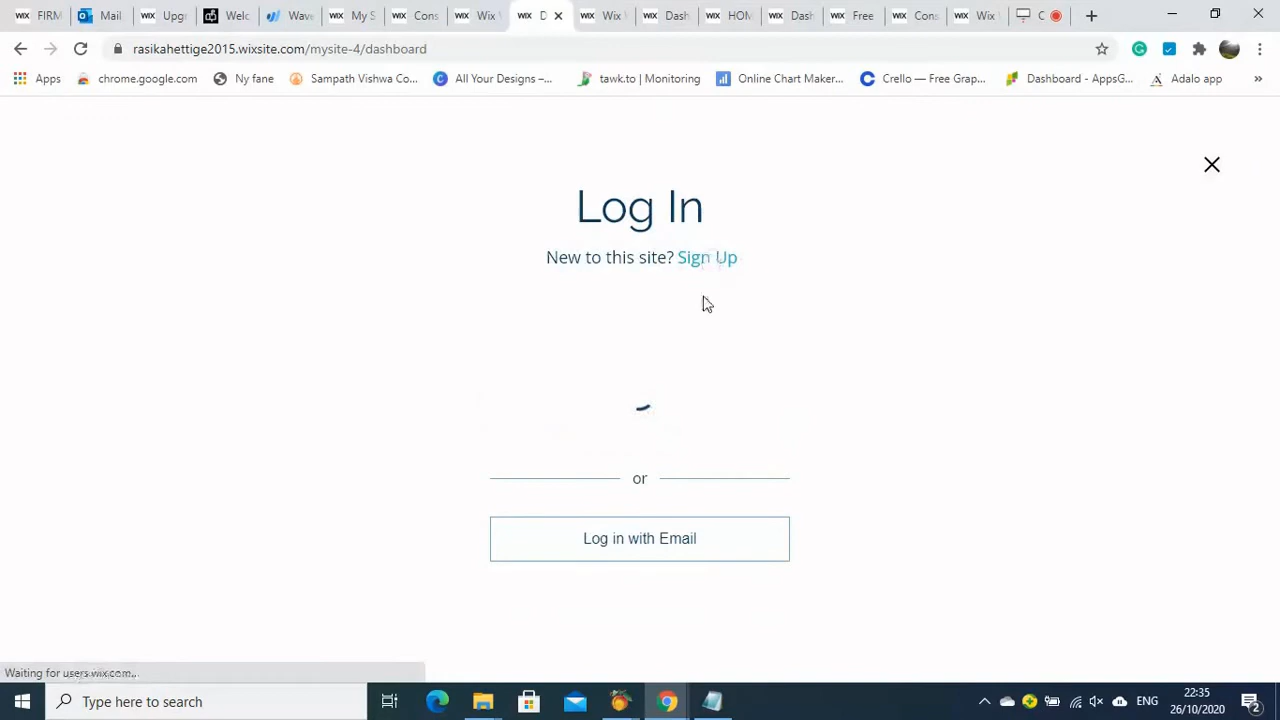 FIRM
Mail
Upgr
Welc
Wave
My S
Cons
Wix V
D
Wix V
Dash
HOM
Dash
Free
Cons
Wix V
C
rasikahettige2015.wixsite.com/mysite-4/dashboard
Apps
chrome.google.com
Ny fane
Sampath Vishwa Co...
All Your Designs –...
tawk.to | Monitoring
Online Chart Maker...
Crello — Free Grap...
Dashboard - AppsG...
Adalo app
»
Log In
New to this site? Sign Up
or
Log in with Email
Waiting for users.wix.com...
Type here to search
ENG
22:35
26/10/2020
2